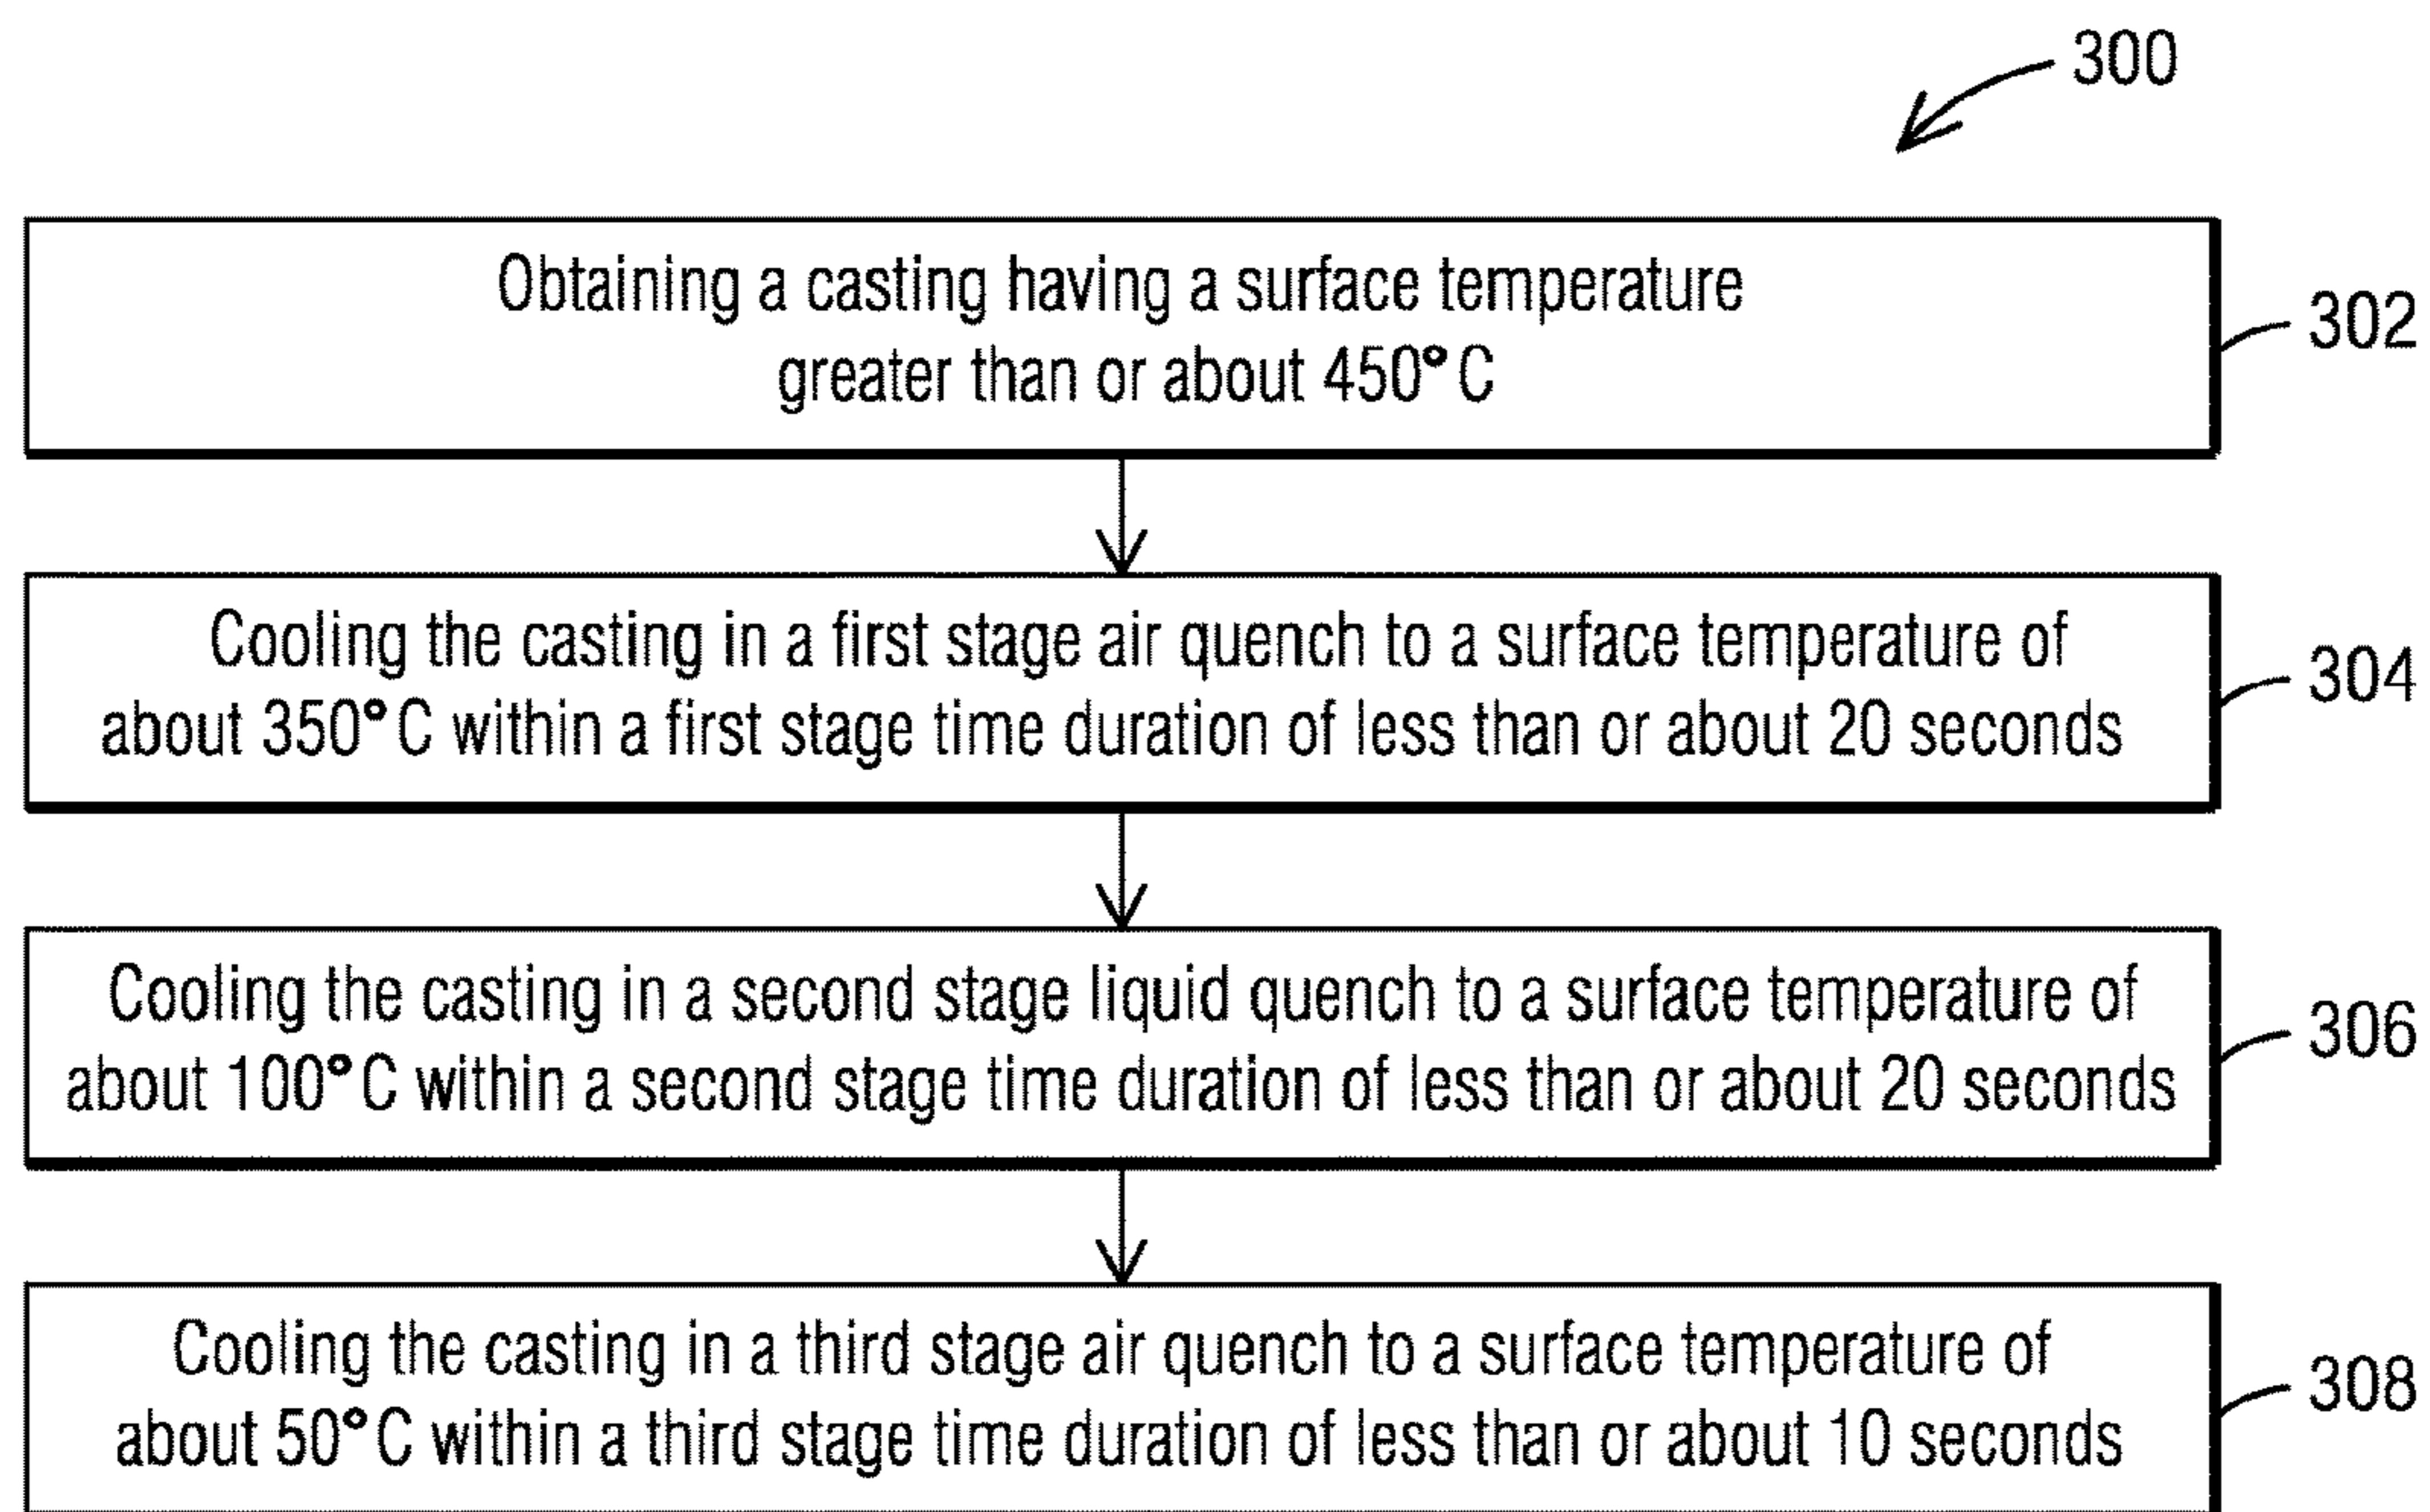 300
Obtaining a casting having a surface temperature
greater than or about 450°C
302
Cooling the casting in a first stage air quench to a surface temperature of
about 350°C within a first stage time duration of less than or about 20 seconds
304
Cooling the casting in a second stage liquid quench to a surface temperature of
about 100°C within a second stage time duration of less than or about 20 seconds
306
Cooling the casting in a third stage air quench to a surface temperature of
about 50°C within a third stage time duration of less than or about 10 seconds
308